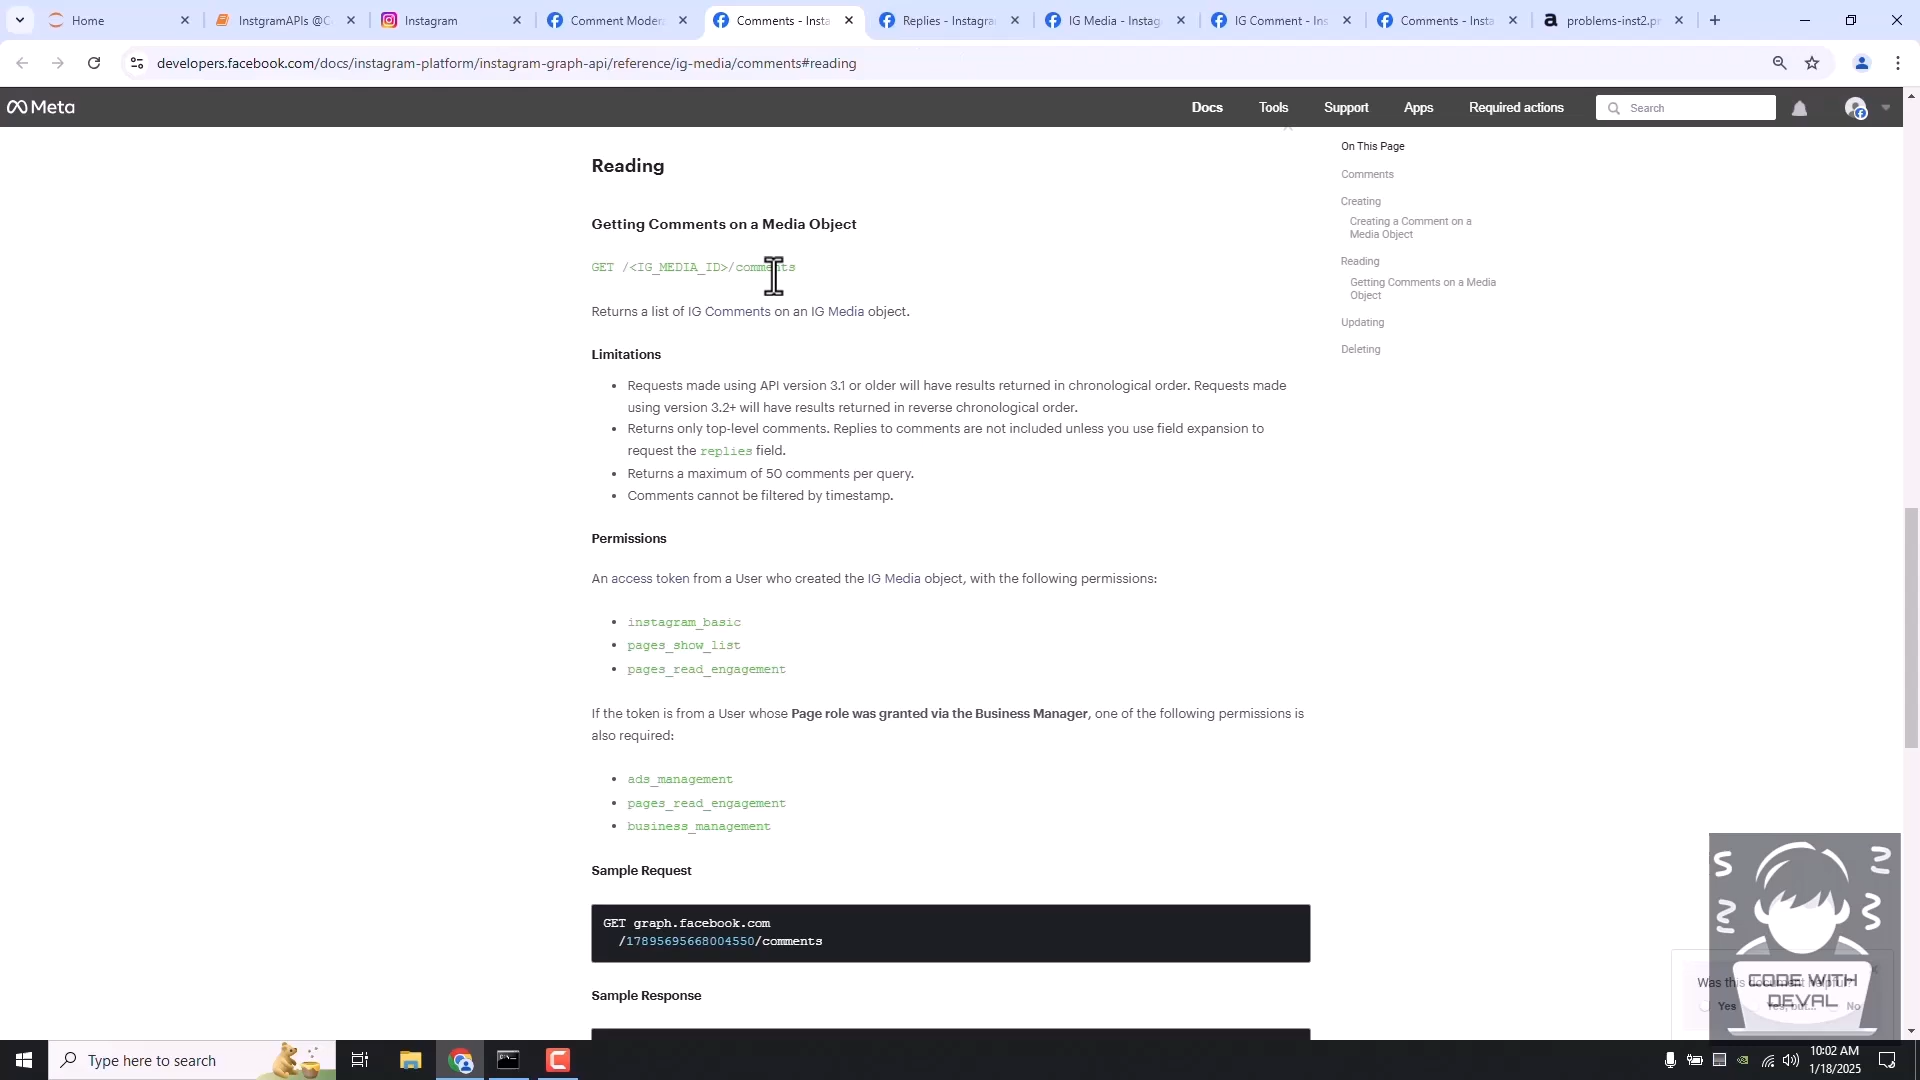 Home
InstgramAPIs @C
Instagram
Comment Moder
Comments - Insta
Replies - Instagra
IG Media - Instag
IG Comment - Ins
Comments - Insta
problems-inst2.pr
developers.facebook.com/docs/instagram-platform/instagram-graph-api/reference/ig-media/comments#reading
Meta
Docs
Tools
Support
Apps
Required actions
Search
Reading
Getting Comments on a Media Object
GET /<IG_MEDIA_ID>/comments
Returns a list of IG Comments on an IG Media object.
Limitations
• Requests made using API version 3.1 or older will have results returned in chronological order. Requests made
using version 3.2+ will have results returned in reverse chronological order.
• Returns only top-level comments. Replies to comments are not included unless you use field expansion to
request the replies field.
• Returns a maximum of 50 comments per query.
• Comments cannot be filtered by timestamp.
Permissions
An access token from a User who created the IG Media object, with the following permissions:
• instagram_basic
• pages_show_list
• pages_read_engagement
If the token is from a User whose Page role was granted via the Business Manager, one of the following permissions is
also required:
• ads_management
• pages_read_engagement
• business_management
Sample Request
GET graph.facebook.com
/17895695668004550/comments
Sample Response
On This Page
Comments
Creating
Creating a Comment on a
Media Object
Reading
Getting Comments on a Media
Object
Updating
Deleting
Was this document helpful?
Yes
Yes, but...
No
CODE WITH
DEVAL
Type here to search
10:02 AM
1/18/2025